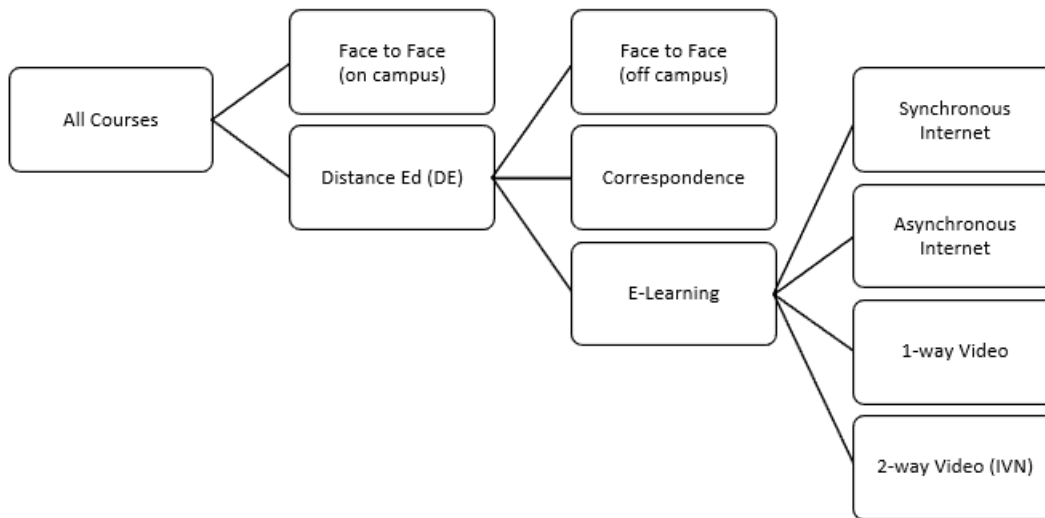 All Courses
Face to Face
(on campus)
Distance Ed (DE)
Face to Face
(off campus)
Correspondence
E-Learning
Synchronous
Internet
Asynchronous
Internet
1-way Video
2-way Video (IVN)